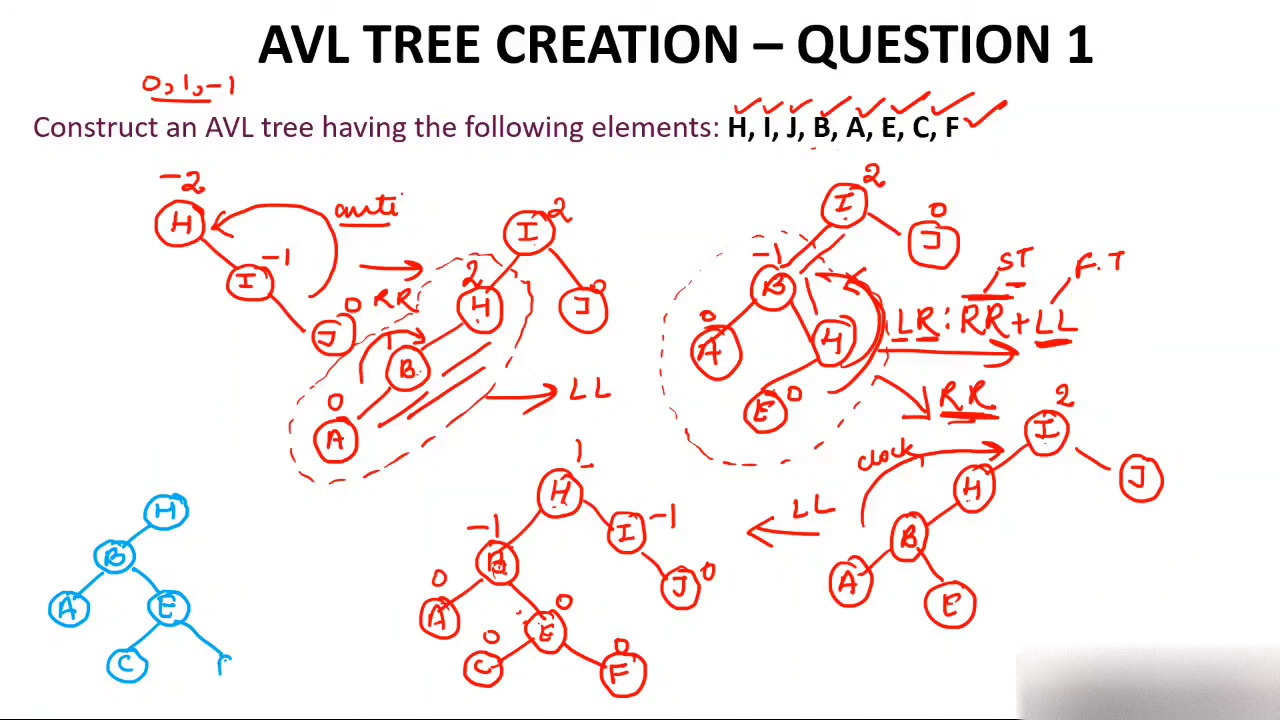 AVL TREE CREATION – QUESTION 1
0, 1, -1
Construct an AVL tree having the following elements: H, I, J, B, A, E, C, F
-2
H
anti
I
-1
J
0
RR
I
2
H
2
J
0
B
A
0
LL
I
2
J
0
B
-1
A
0
H
E
0
ST
F.T
LR: RR+LL
RR
I
2
J
H
clock
B
A
E
LL
H
1
B
-1
I
-1
J
0
A
0
E
0
C
0
F
0
H
B
A
E
C